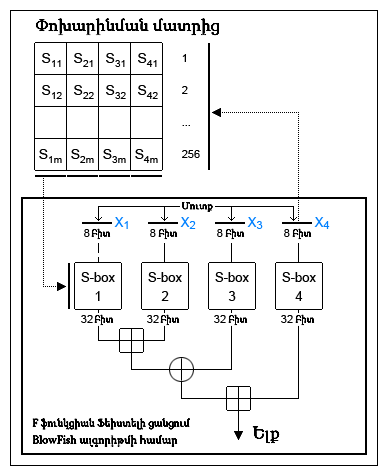 Փոխարինման մատրից
S11 S21 S31 S41 1
S12 S22 S32 S42 2
...
S1m S2m S3m S4m 256
Մուտք
X1 X2 X3 X4
8 Բիտ 8 Բիտ 8 Բիտ 8 Բիտ
S-box 1 S-box 2 S-box 3 S-box 4
32 Բիտ 32 Բիտ 32 Բիտ 32 Բիտ
Ելք
F ֆունկցիան Ֆեիստելի ցանցում
BlowFish ալգորիթմի համար